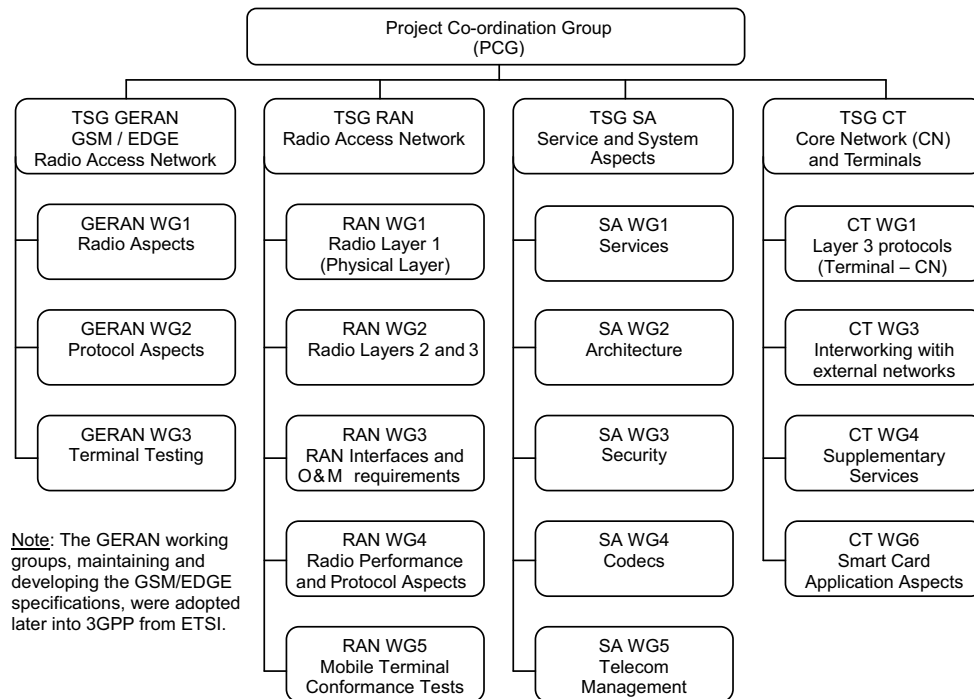 Project Co-ordination Group
(PCG)
TSG GERAN
GSM / EDGE
Radio Access Network
GERAN WG1
Radio Aspects
GERAN WG2
Protocol Aspects
GERAN WG3
Terminal Testing
Note: The GERAN working
groups, maintaining and
developing the GSM/EDGE
specifications, were adopted
later into 3GPP from ETSI.
TSG RAN
Radio Access Network
RAN WG1
Radio Layer 1
(Physical Layer)
RAN WG2
Radio Layers 2 and 3
RAN WG3
RAN Interfaces and
O&M requirements
RAN WG4
Radio Performance
and Protocol Aspects
RAN WG5
Mobile Terminal
Conformance Tests
TSG SA
Service and System
Aspects
SA WG1
Services
SA WG2
Architecture
SA WG3
Security
SA WG4
Codecs
SA WG5
Telecom
Management
TSG CT
Core Network (CN)
and Terminals
CT WG1
Layer 3 protocols
(Terminal – CN)
CT WG3
Interworking witih
external networks
CT WG4
Supplementary
Services
CT WG6
Smart Card
Application Aspects